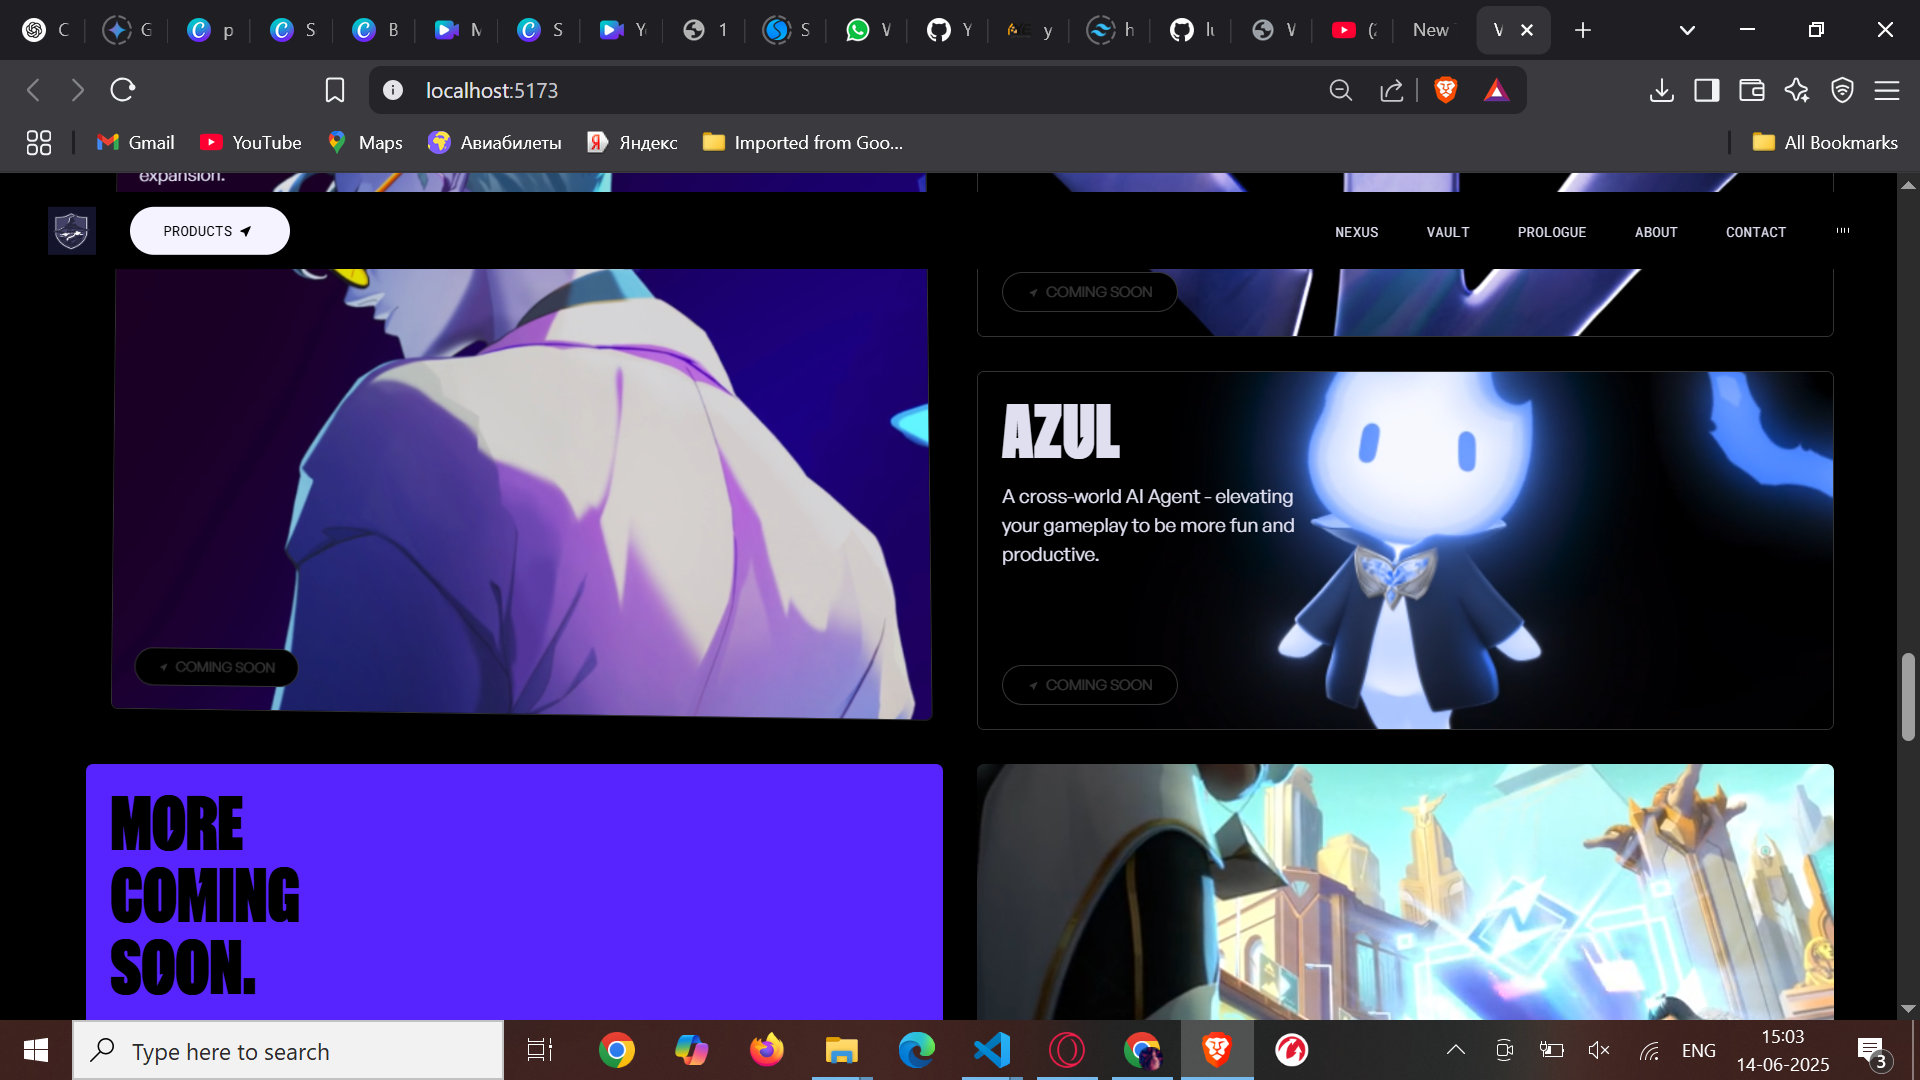 C
G
p
S
B
M
S
Y
1
S
W
Y
y
h
lu
W
(2
New
V
localhost:5173
Gmail
YouTube
Maps
Авиабилеты
Яндекс
Imported from Goo...
All Bookmarks
expansion.
PRODUCTS
NEXUS
VAULT
PROLOGUE
ABOUT
CONTACT
COMING SOON
AZUL
A cross-world AI Agent - elevating
your gameplay to be more fun and
productive.
COMING SOON
COMING SOON
MORE
COMING
SOON.
Type here to search
ENG
15:03
14-06-2025
3